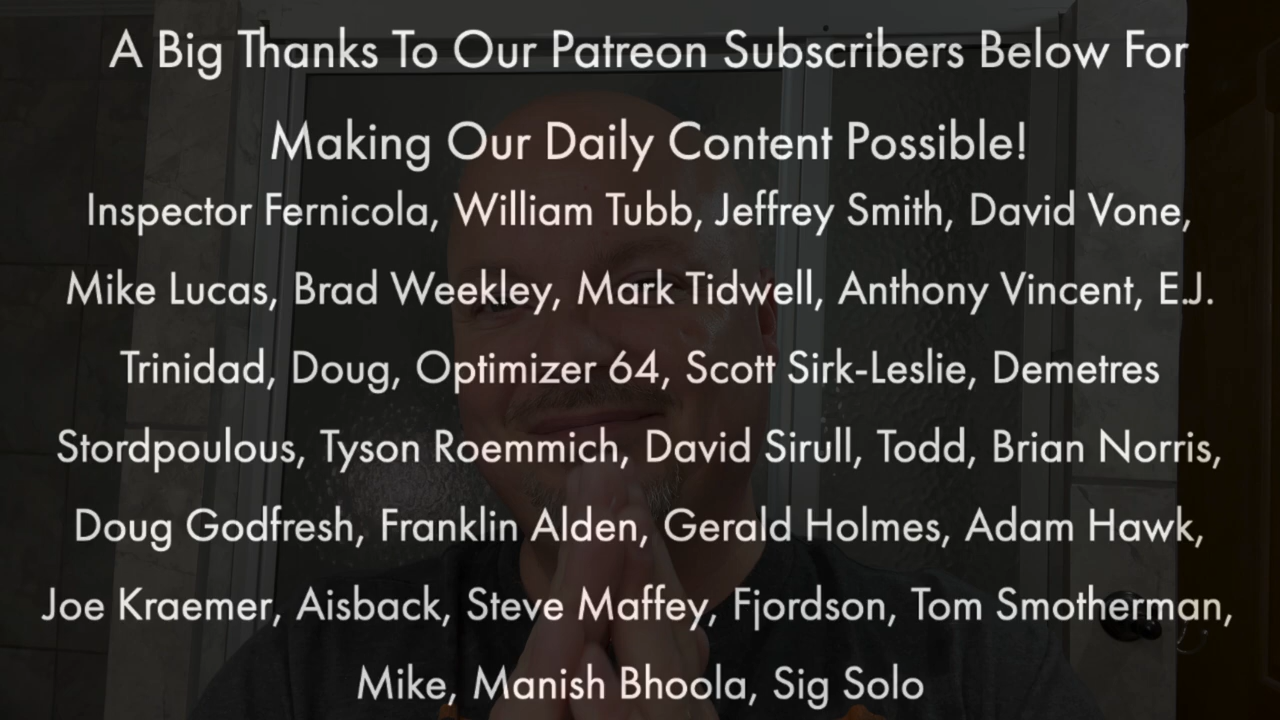 A Big Thanks To Our Patreon Subscribers Below For
Making Our Daily Content Possible!
Inspector Fernicola, William Tubb, Jeffrey Smith, David Vone,
Mike Lucas, Brad Weekley, Mark Tidwell, Anthony Vincent, E.J.
Trinidad, Doug, Optimizer 64, Scott Sirk-Leslie, Demetres
Stordpoulous, Tyson Roemmich, David Sirull, Todd, Brian Norris,
Doug Godfresh, Franklin Alden, Gerald Holmes, Adam Hawk,
Joe Kraemer, Aisback, Steve Maffey, Fjordson, Tom Smotherman,
Mike, Manish Bhoola, Sig Solo